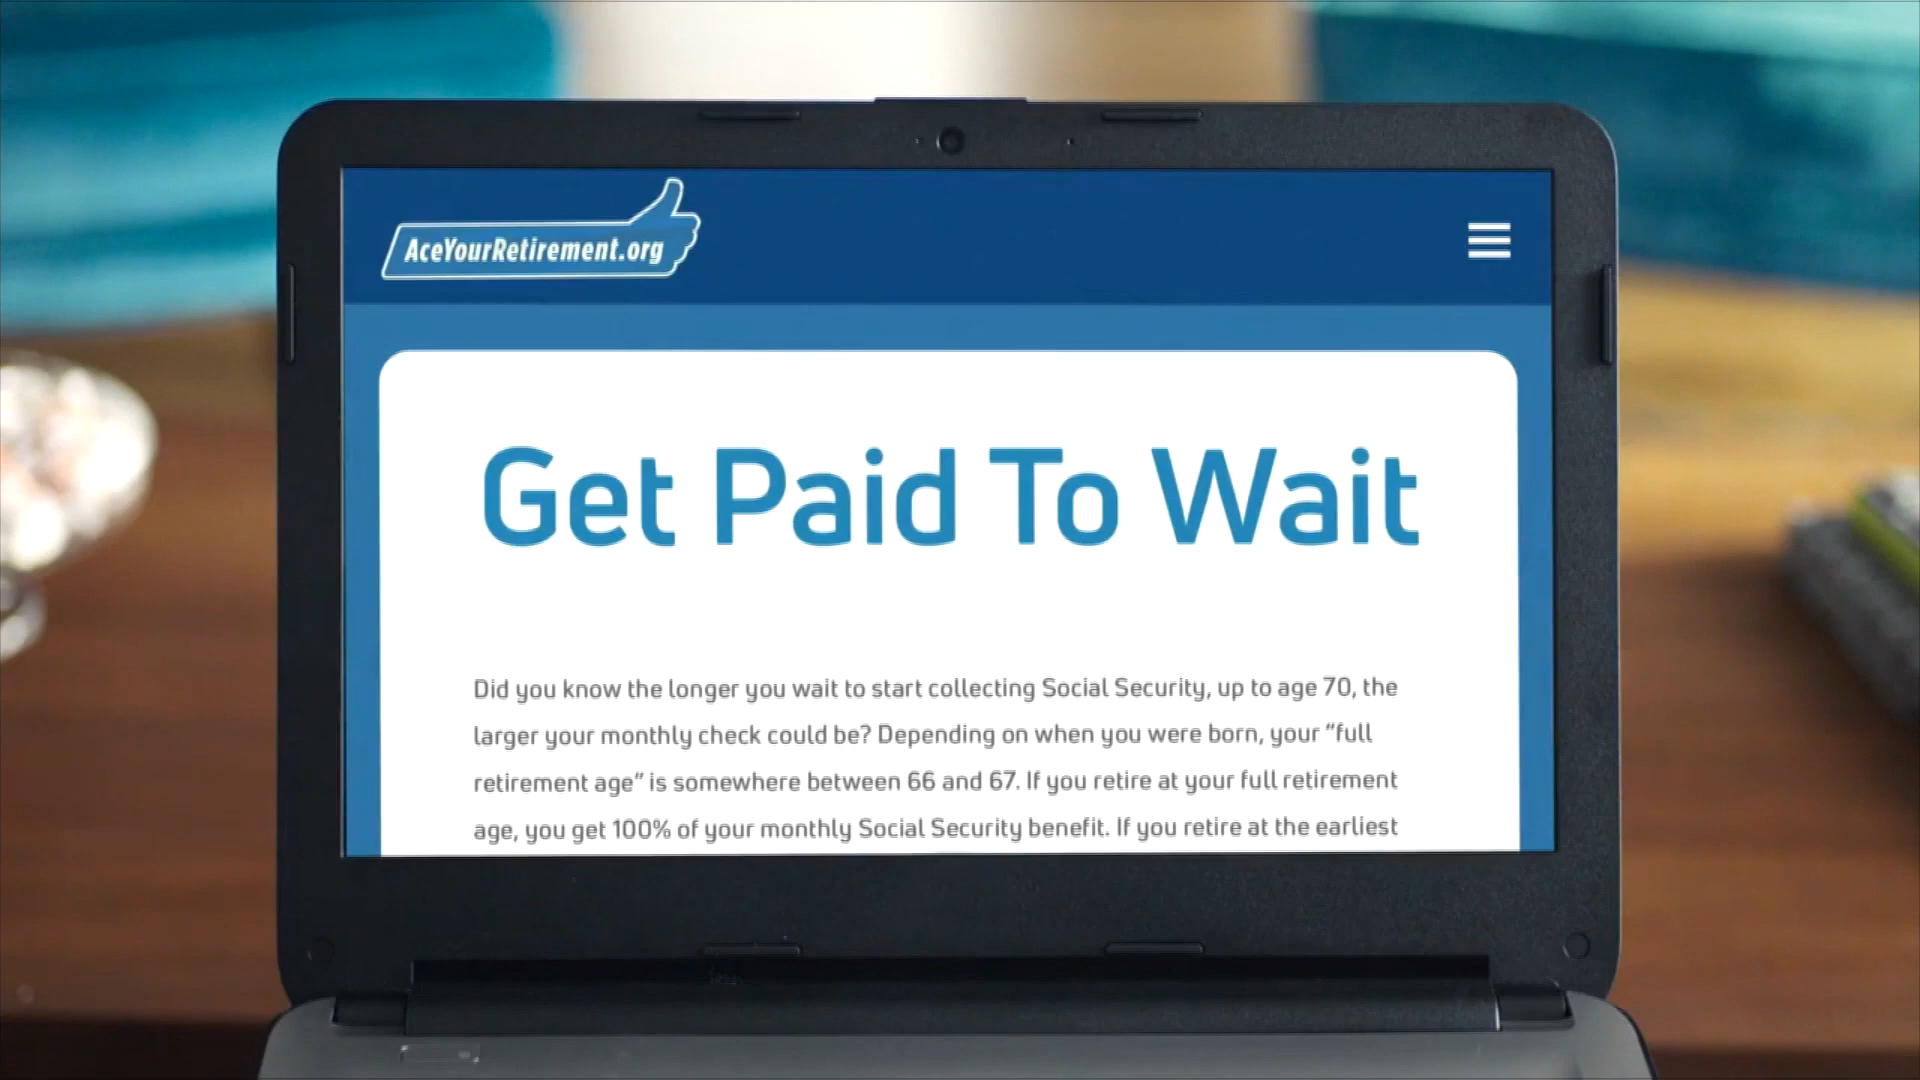 AceYourRetirement.org
Get Paid To Wait
Did you know the longer you wait to start collecting Social Security, up to age 70, the
larger your monthly check could be? Depending on when you were born, your “full
retirement age” is somewhere between 66 and 67. If you retire at your full retirement
age, you get 100% of your monthly Social Security benefit. If you retire at the earliest